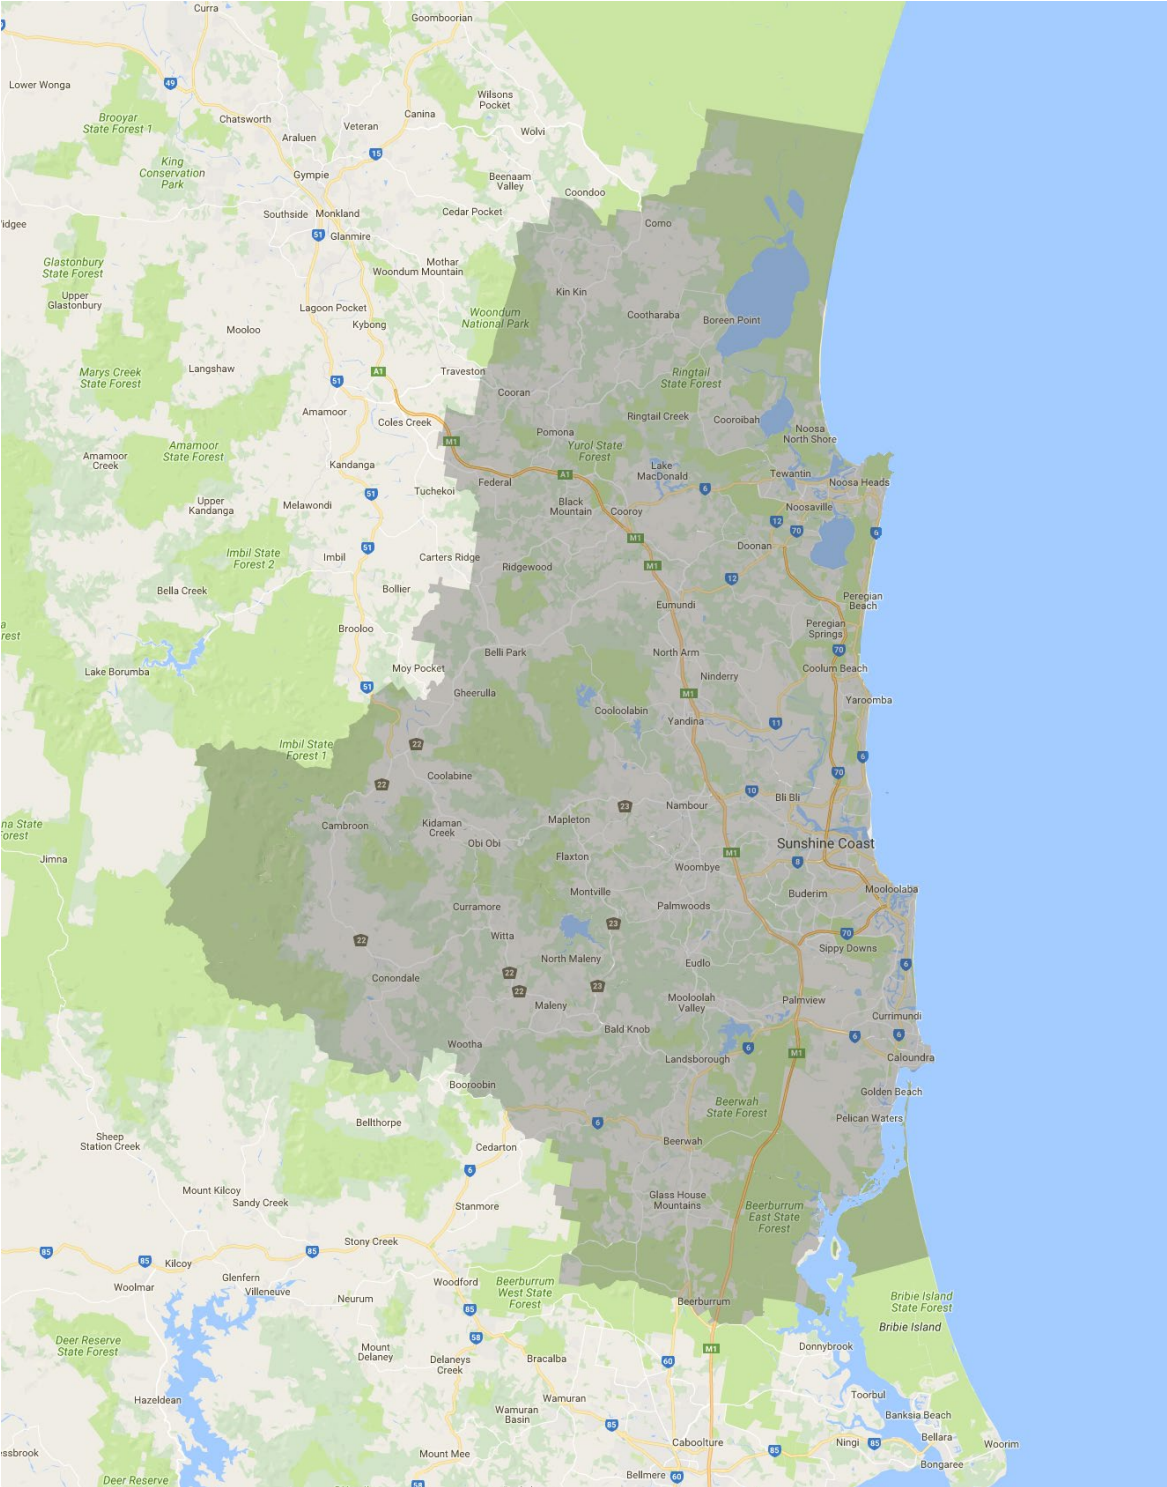 Curra
Goomboorian
49
Lower Wonga
Wilsons
Pocket
Brooyar
State Forest 1
Chatsworth
Canina
Veteran
Wolvi
Araluen
15
King
Conservation
Park
Gympie
Beenaam
Valley
Coondoo
Southside
Monkland
Cedar Pocket
Como
idgee
51
Glanmire
Glastonbury
State Forest
Mothar
Woondum Mountain
Upper
Glastonbury
Kin Kin
Lagoon Pocket
Woondum
National Park
Cootharaba
Boreen Point
Kybong
Mooloo
Marys Creek
State Forest
Langshaw
A1
Traveston
Ringtail
State Forest
51
Cooran
Amamoor
Coles Creek
Ringtail Creek
Cooroibah
Noosa
North Shore
M1
Pomona
Yurol State
Forest
Amamoor
Creek
Amamoor
State Forest
Kandanga
Lake
MacDonald
Tewantin
A1
Federal
Noosa Heads
51
Tuchekoi
6
Upper
Kandanga
Melawondi
Black
Mountain
Cooroy
Noosaville
12
70
6
M1
Doonan
51
Imbil
Carters Ridge
Imbil State
Forest 2
Ridgewood
M1
12
Bella Creek
Bollier
Eumundi
Peregian
Beach
Brooloo
Peregian
Springs
a
rest
Belli Park
North Arm
70
Moy Pocket
Coolum Beach
Lake Borumba
Ninderry
51
Gheerulla
M1
Yaroomba
Cooloolabin
Yandina
11
Imbil State
Forest 1
22
6
Coolabine
70
22
10
Bli Bli
23
Nambour
na State
Forest
Cambroon
Kidaman
Creek
Mapleton
Obi Obi
Sunshine Coast
Jimna
Flaxton
M1
8
Woombye
Montville
Buderim
Mooloolaba
Curramore
Palmwoods
23
22
Witta
70
Sippy Downs
North Maleny
Eudlo
6
Conondale
22
22
23
Maleny
Mooloolah
Valley
Palmview
Currimundi
Bald Knob
6
6
Wootha
6
M1
Landsborough
Caloundra
Booroobin
Golden Beach
Beerwah
State Forest
Bellthorpe
6
Pelican Waters
Sheep
Station Creek
Cedarton
Beerwah
6
Mount Kilcoy
Sandy Creek
Stanmore
Glass House
Mountains
Beerburrum
East State
Forest
Stony Creek
85
85
85
Kilcoy
Glenfern
Villeneuve
Woolmar
Neurum
Woodford
Beerburrum
West State
Forest
Beerburrum
Bribie Island
State Forest
85
Bribie Island
58
Deer Reserve
State Forest
Mount
Delaney
Delaneys
Creek
Bracalba
60
M1
Donnybrook
Hazeldean
Wamuran
Toorbul
Wamuran
Basin
85
Banksia Beach
Bellara
Caboolture
Ningi
85
Woorim
essbrook
Mount Mee
85
Bongaree
Bellmere
60
Deer Reserve
58